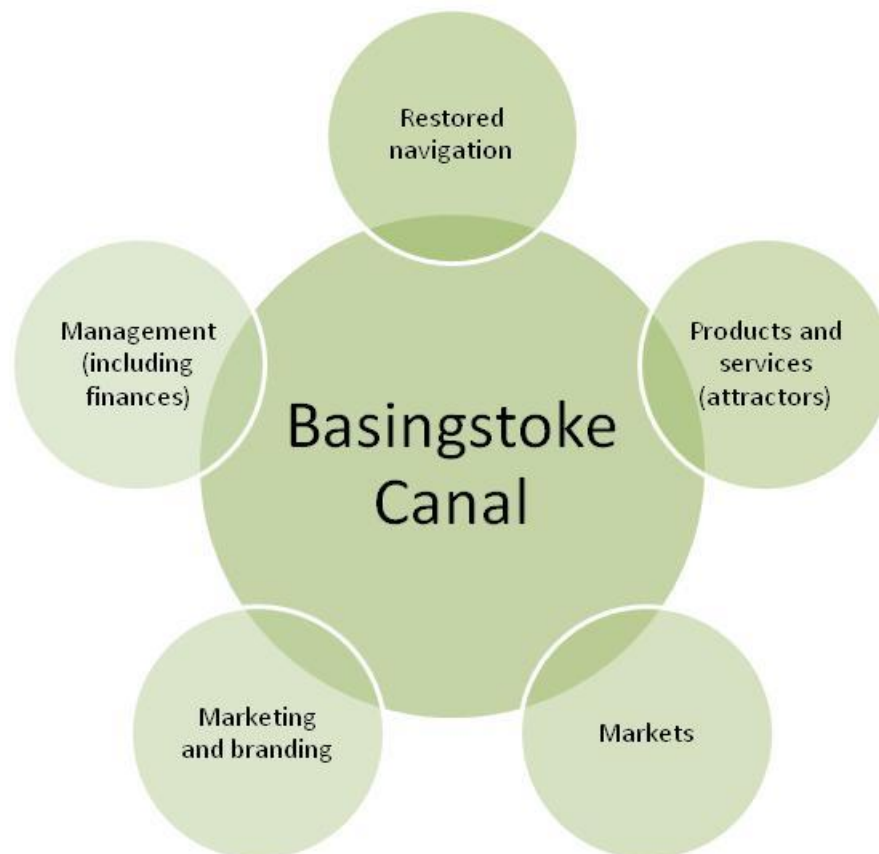 Restored
navigation
Management
(including
finances)
Products and
services
(attractors)
Basingstoke
Canal
Marketing
and branding
Markets